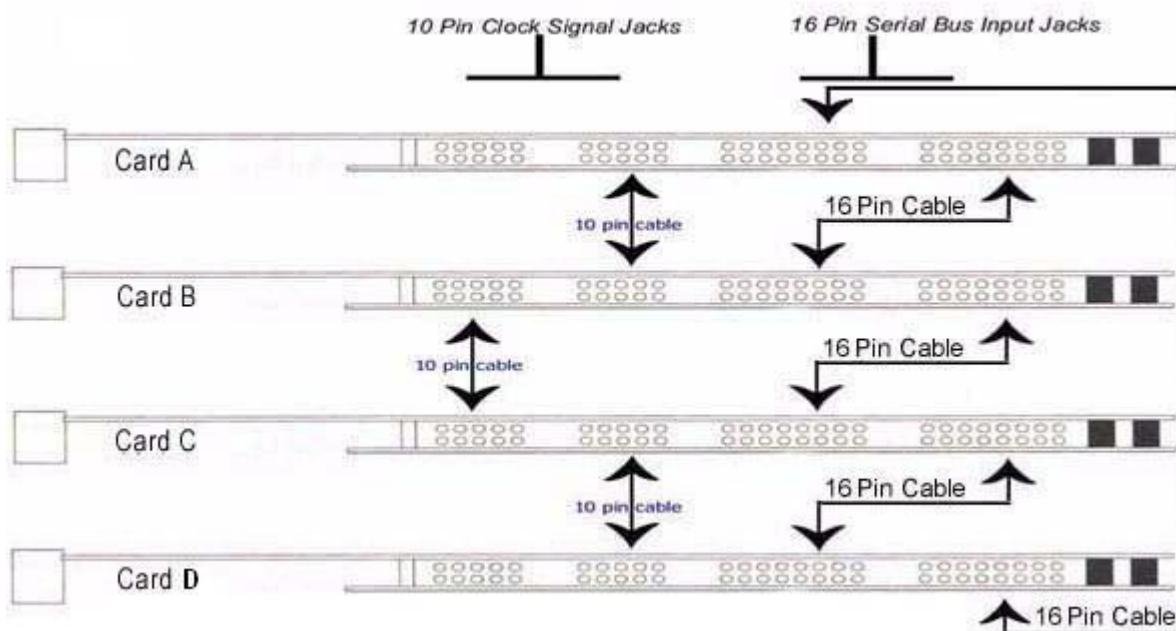 10 Pin Clock Signal Jacks
16 Pin Serial Bus Input Jacks
Card A
10 pin cable
16 Pin Cable
Card B
10 pin cable
16 Pin Cable
Card C
10 pin cable
16 Pin Cable
Card D
16 Pin Cable